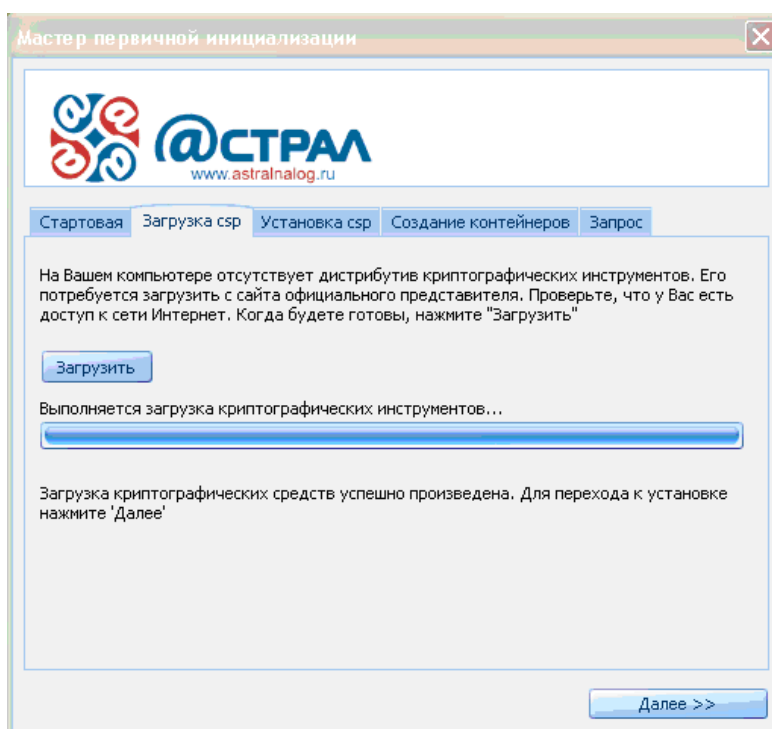 Мастер первичной инициализации
@СТРАЛ
www.astralnalog.ru
Стартовая Загрузка csp Установка csp Создание контейнеров Запрос
На Вашем компьютере отсутствует дистрибутив криптографических инструментов. Его
потребуется загрузить с сайта официального представителя. Проверьте, что у Вас есть
доступ к сети Интернет. Когда будете готовы, нажмите "Загрузить"
Загрузить
Выполняется загрузка криптографических инструментов...
Загрузка криптографических средств успешно произведена. Для перехода к установке
нажмите 'Далее'
Далее >>